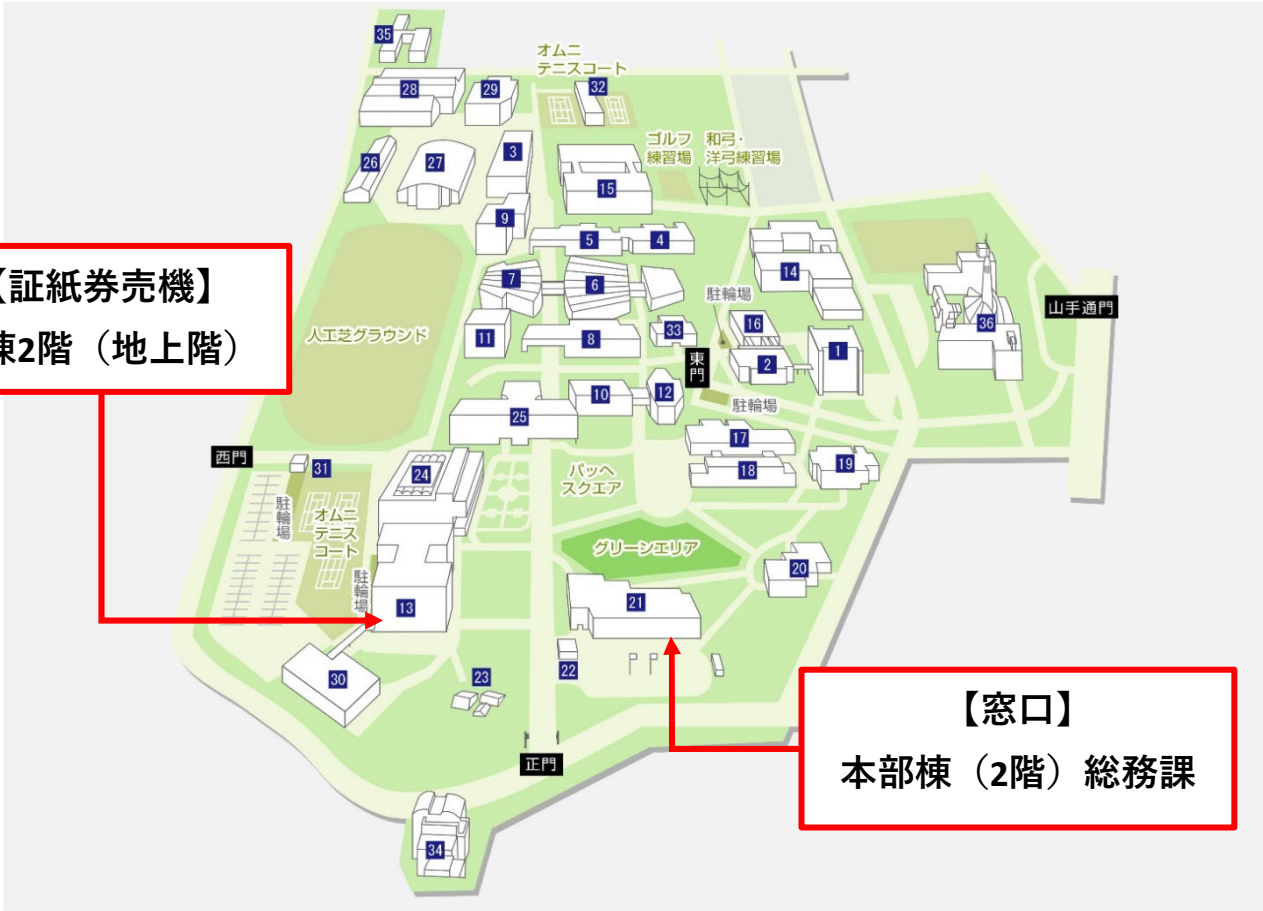 35
オムニ
テニスコート
28
29
32
ゴルフ
練習場
和弓・
洋弓練習場
26
27
3
15
9
5
4
7
6
14
【証紙券売機】
棟2階（地上階）
人工芝グラウンド
11
8
33
駐輪場
16
2
1
36
山手通門
東門
10
12
駐輪場
25
17
18
19
西門
31
24
パッヘ
スクエア
駐輪場
オムニ
テニス
コート
グリーンエリア
20
駐輪場
13
21
30
23
22
P P
正門
【窓口】
本部棟（2階）総務課
34